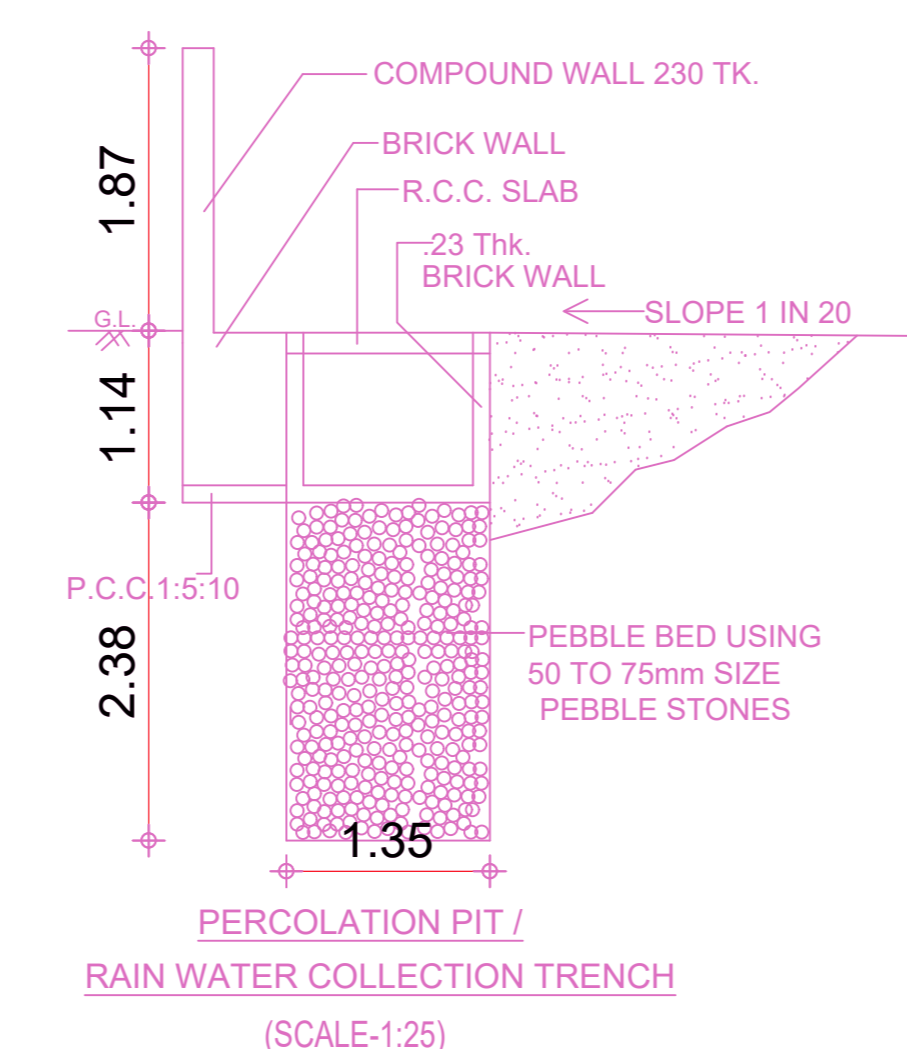 COMPOUND WALL 230 TK.
BRICK WALL
R.C.C. SLAB
.23 Thk.
BRICK WALL
SLOPE 1 IN 20
1.87
G.L.
1.14
P.C.C.1:5:10
2.38
PEBBLE BED USING
50 TO 75mm SIZE
PEBBLE STONES
1.35
PERCOLATION PIT /
RAIN WATER COLLECTION TRENCH
(SCALE-1:25)